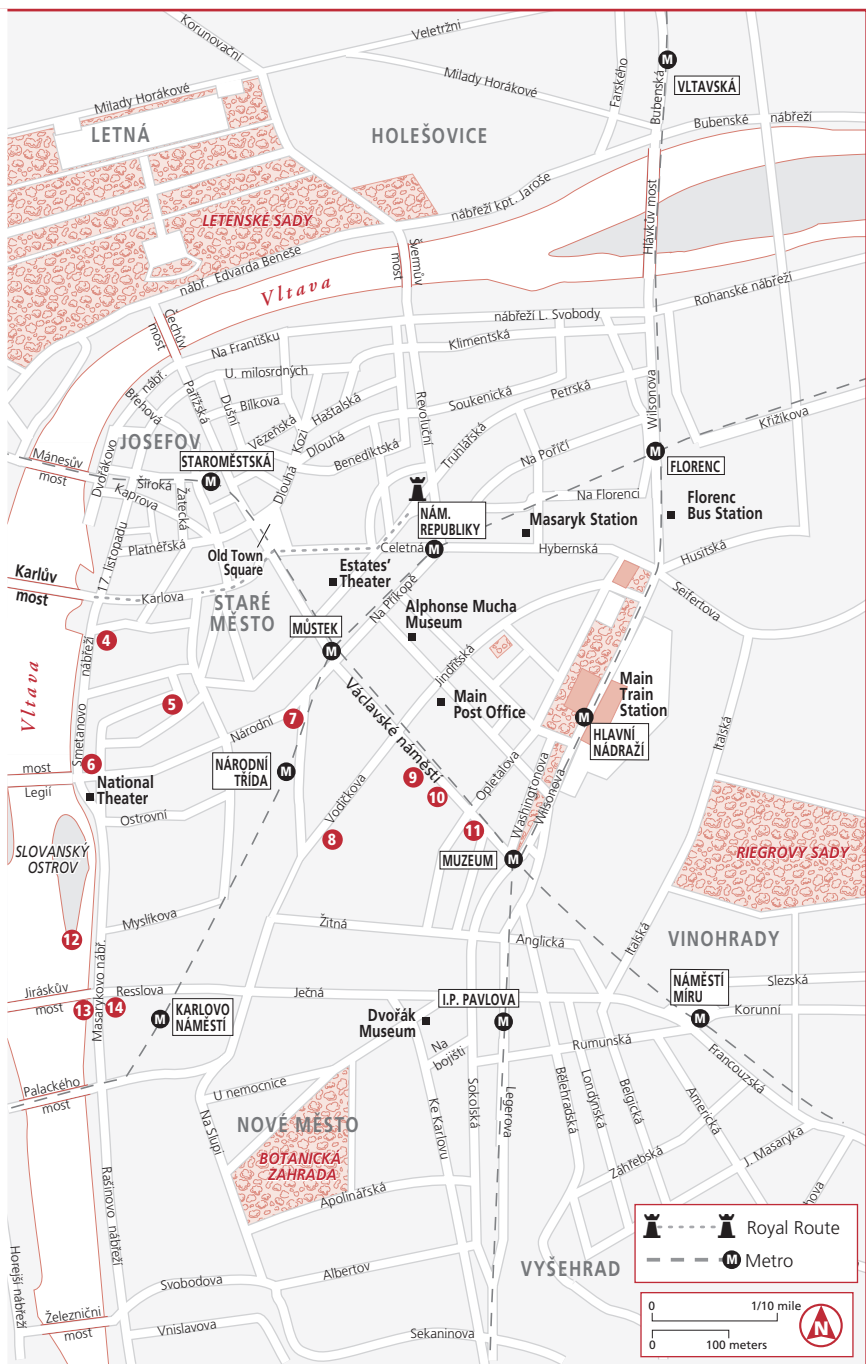 Korunovační
Veletržni
Milady Horákové
Milady Horákové
Farského
Bubenská
M
VLTAVSKÁ
LETNÁ
HOLEŠOVICE
Bubenské nábřeží
LETENSKÉ SADY
nábřeží kpt. Jaroše
Hlávkův most
Švermův
most
nábř. Edvarda Beneše
Vltava
Rohanské nábřeží
Čechův
most
nábřeží L. Svobody
Na Františku
Klimentská
U. milosrdných
nábř.
Břehová
Pařížská
Dušní
Bílkova
Haštalská
Kozí
Vězeňská
Dlouhá
Revoluční
Soukenická
Petrská
Wilsonova
Křižíkova
JOSEFOV
STAROMĚSTSKÁ
M
Benediktská
Truhlářská
Na Poříčí
M
FLORENC
Mánesův
most
Dvořákovo
Široká
Kaprova
Žatecká
Dlouhá
Na Florenci
NÁM.
REPUBLIKY
Masaryk Station
Florenc
Bus Station
17. listopadu
Platnéřská
Old Town
Square
Celetná
M
Hybernská
Husitská
Karlův
most
Karlova
Estates'
Theater
Na Příkopě
Seifertova
STARÉ
MĚSTO
MŮSTEK
M
Alphonse Mucha
Museum
4
nábřeží
Jindřišská
Main
Post Office
Main
Train
Station
M
HLAVNÍ
NÁDRAŽÍ
Italská
Vltava
5
7
Národní
Václavské náměstí
Smetanovo
6
most
Legií
National
Theater
NÁRODNÍ
TŘÍDA
M
9
10
Opletalova
Washingtonova
Wilsonova
Ostrovní
Vodičkova
8
11
MUZEUM
M
SLOVANSKÝ
OSTROV
RIEGROVY SADY
Myslíkova
12
Žitná
Anglická
Italská
VINOHRADY
Jiráskův
most
13
14
Masarykovo nábř.
Resslova
Ječná
KARLOVO
NÁMĚSTÍ
M
I.P. PAVLOVA
M
NÁMĚSTÍ
MÍRU
M
Slezská
Korunní
Dvořák
Museum
Na
bojišti
Rumunská
Francouzská
Palackého
most
U nemocnice
Na Slupi
NOVÉ MĚSTO
BOTANICKÁ
ZAHRADA
Ke Karlovu
Sokolská
Legerova
Bělehradská
Londýnská
Belgická
Americká
Záhřebská
J. Masaryka
Apolinářská
Rašinovo nábřeží
Horejší nábřeží
Albertov
Svobodova
Železniční
most
Vnislavova
Sekaninova
VYŠEHRAD
Royal Route
M Metro
0 1/10 mile
0 100 meters
N